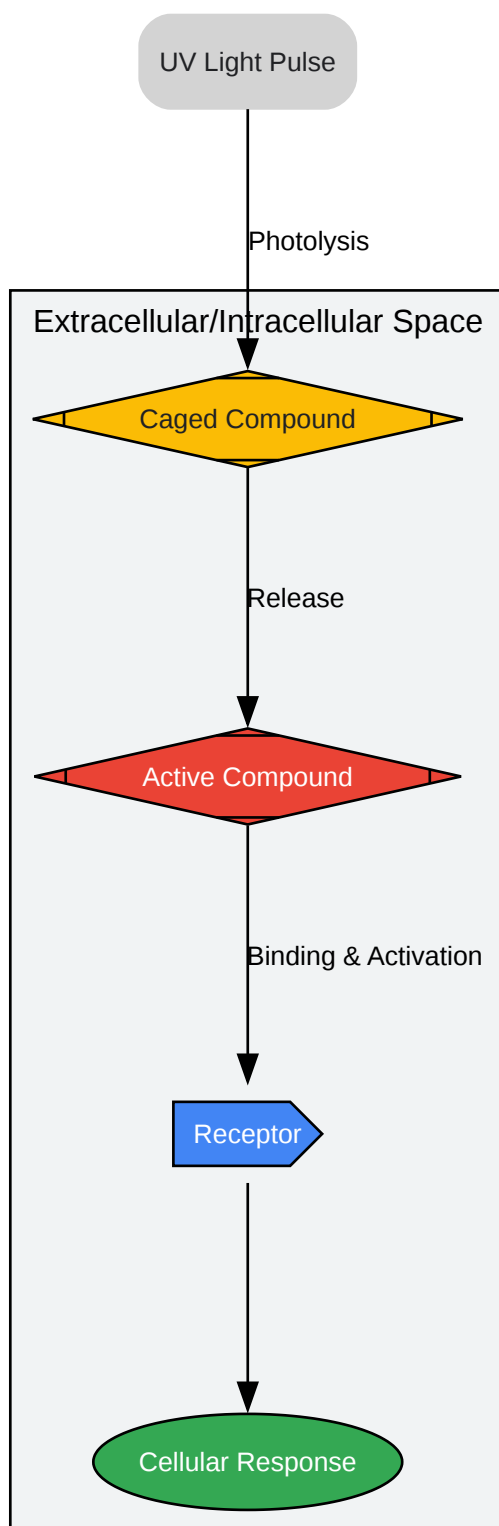 UV Light Pulse
Photolysis
Extracellular/Intracellular Space
Caged Compound
Release
Active Compound
Binding & Activation
Receptor
Cellular Response